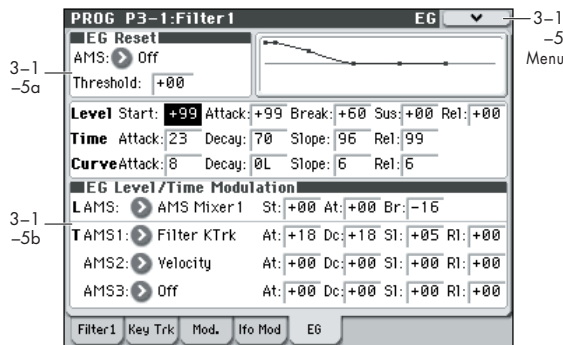 PROG P3-1:Filter1 EG
3–1
–5
Menu
EG Reset
AMS: Off
Threshold: +00
3–1
–5a
Level Start: +99 Attack: +99 Break: +60 Sus: +00 Rel: +00
Time Attack: 23 Decay: 70 Slope: 96 Rel: 99
Curve Attack: 8 Decay: 0L Slope: 6 Rel: 6
EG Level/Time Modulation
L AMS: AMS Mixer1 St: +00 At: +00 Br: -16
3–1
–5b
T AMS1: Filter KTrk At: +18 Dc: +18 Sl: +05 Rl: +00
AMS2: Velocity At: +00 Dc: +00 Sl: +00 Rl: +00
AMS3: Off At: +00 Dc: +00 Sl: +00 Rl: +00
Filter1 Key Trk Mod. lfo Mod EG